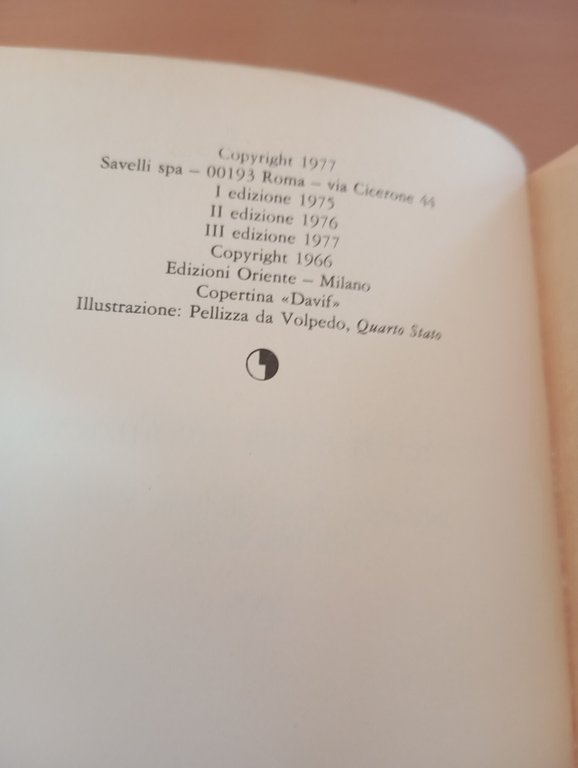 Copyright 1977
Savelli spa – 00193 Roma – via Cicerone 44
I edizione 1975
II edizione 1976
III edizione 1977
Copyright 1966
Edizioni Oriente – Milano
Copertina «Davif»
Illustrazione: Pellizza da Volpedo, Quarto Stato